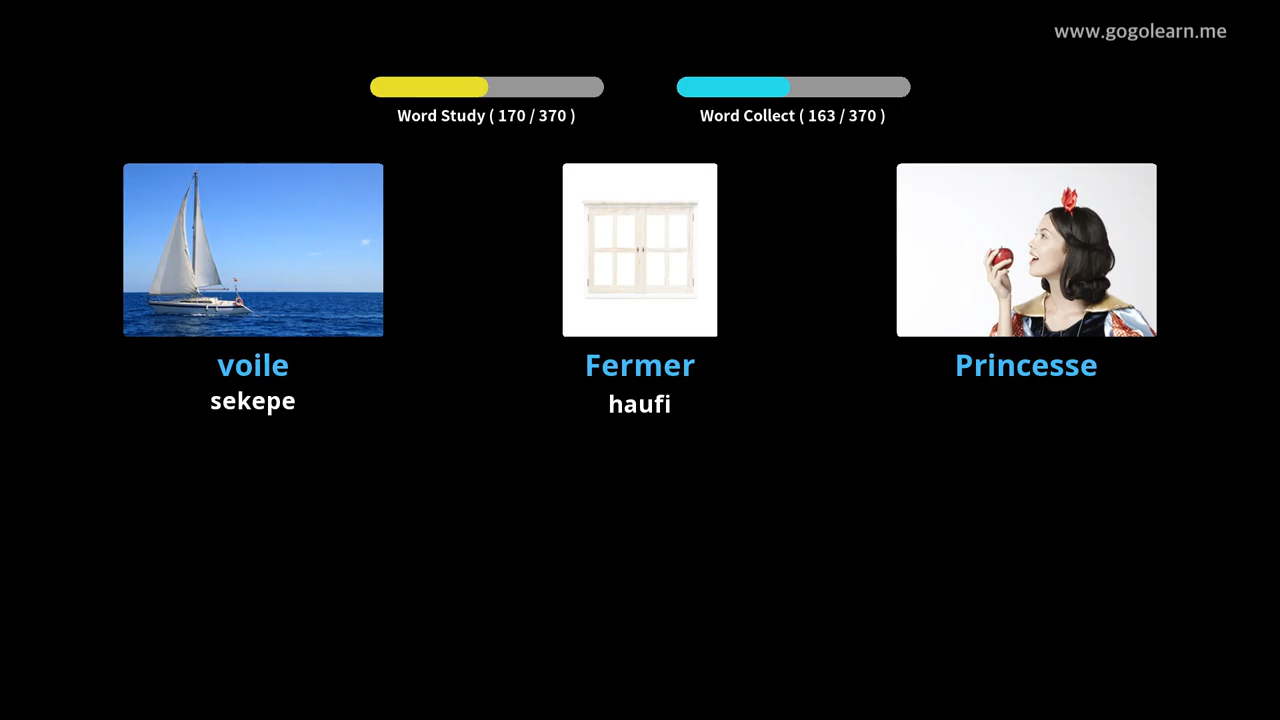 www.gogolearn.me
Word Study ( 170 / 370 )
Word Collect ( 163 / 370 )
voile
sekepe
Fermer
haufi
Princesse